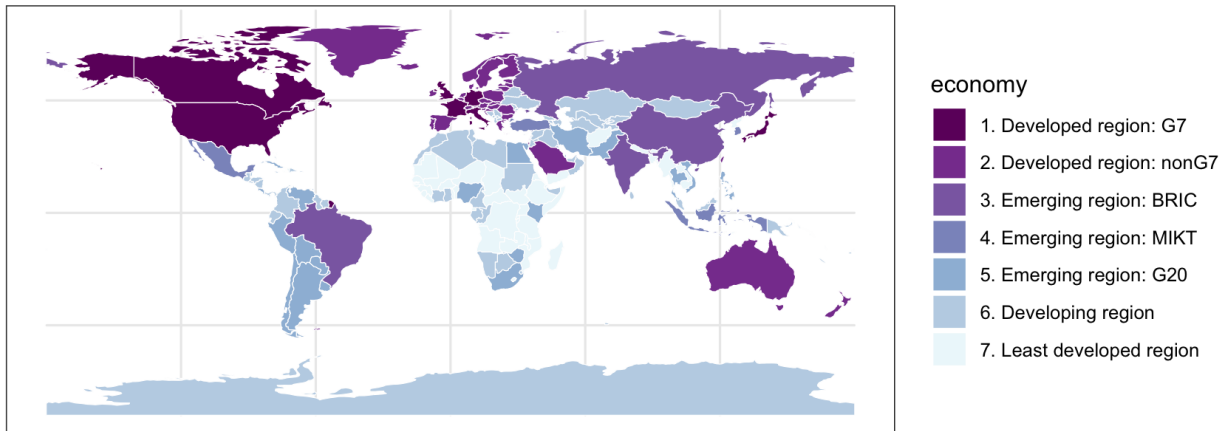 economy
1. Developed region: G7
2. Developed region: nonG7
3. Emerging region: BRIC
4. Emerging region: MIKT
5. Emerging region: G20
6. Developing region
7. Least developed region